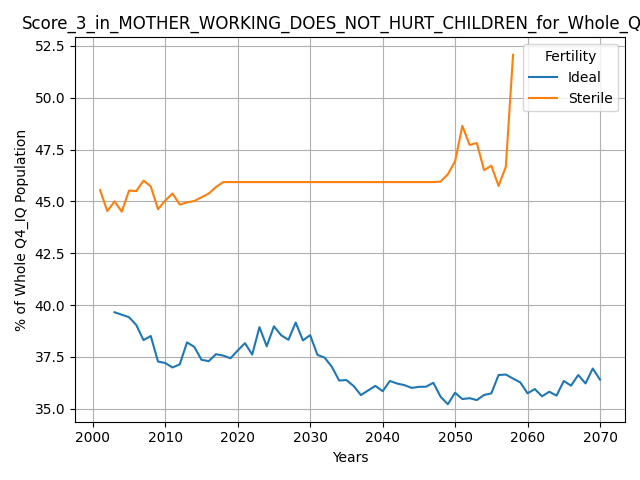 Score_3_in_MOTHER_WORKING_DOES_NOT_HURT_CHILDREN_for_Whole_Q
Fertility
Ideal
Sterile
% of Whole Q4_IQ Population
52.5
50.0
47.5
45.0
42.5
40.0
37.5
35.0
2000 2010 2020 2030 2040 2050 2060 2070
Years